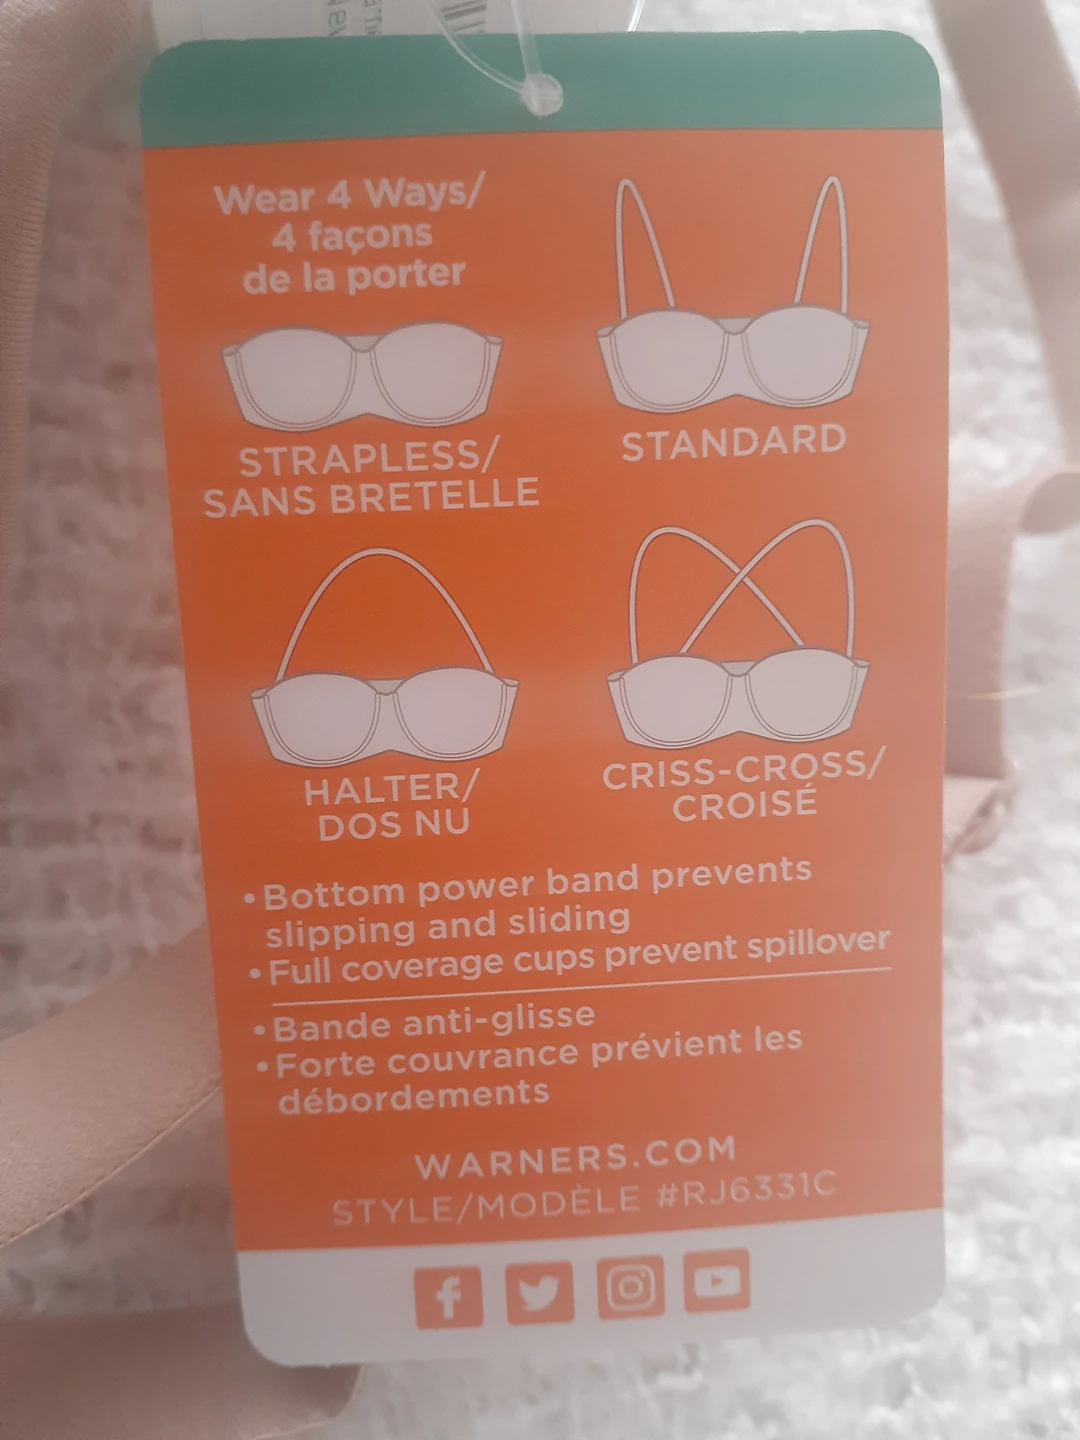 Wear 4 Ways/
4 façons
de la porter
STRAPLESS/
SANS BRETELLE
STANDARD
HALTER/
DOS NU
CRISS-CROSS/
CROISÉ
•Bottom power band prevents
slipping and sliding
•Full coverage cups prevent spillover
•Bande anti-glisse
•Forte couvrance prévient les
débordements
WARNERS.COM
STYLE/MODÈLE #RJ6331C